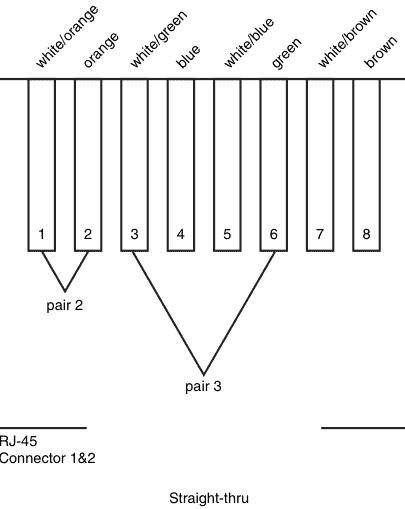 white/orange
orange
white/green
blue
white/blue
green
white/brown
brown
1 2 3 4 5 6 7 8
pair 2
pair 3
RJ-45
Connector 1&2
Straight-thru